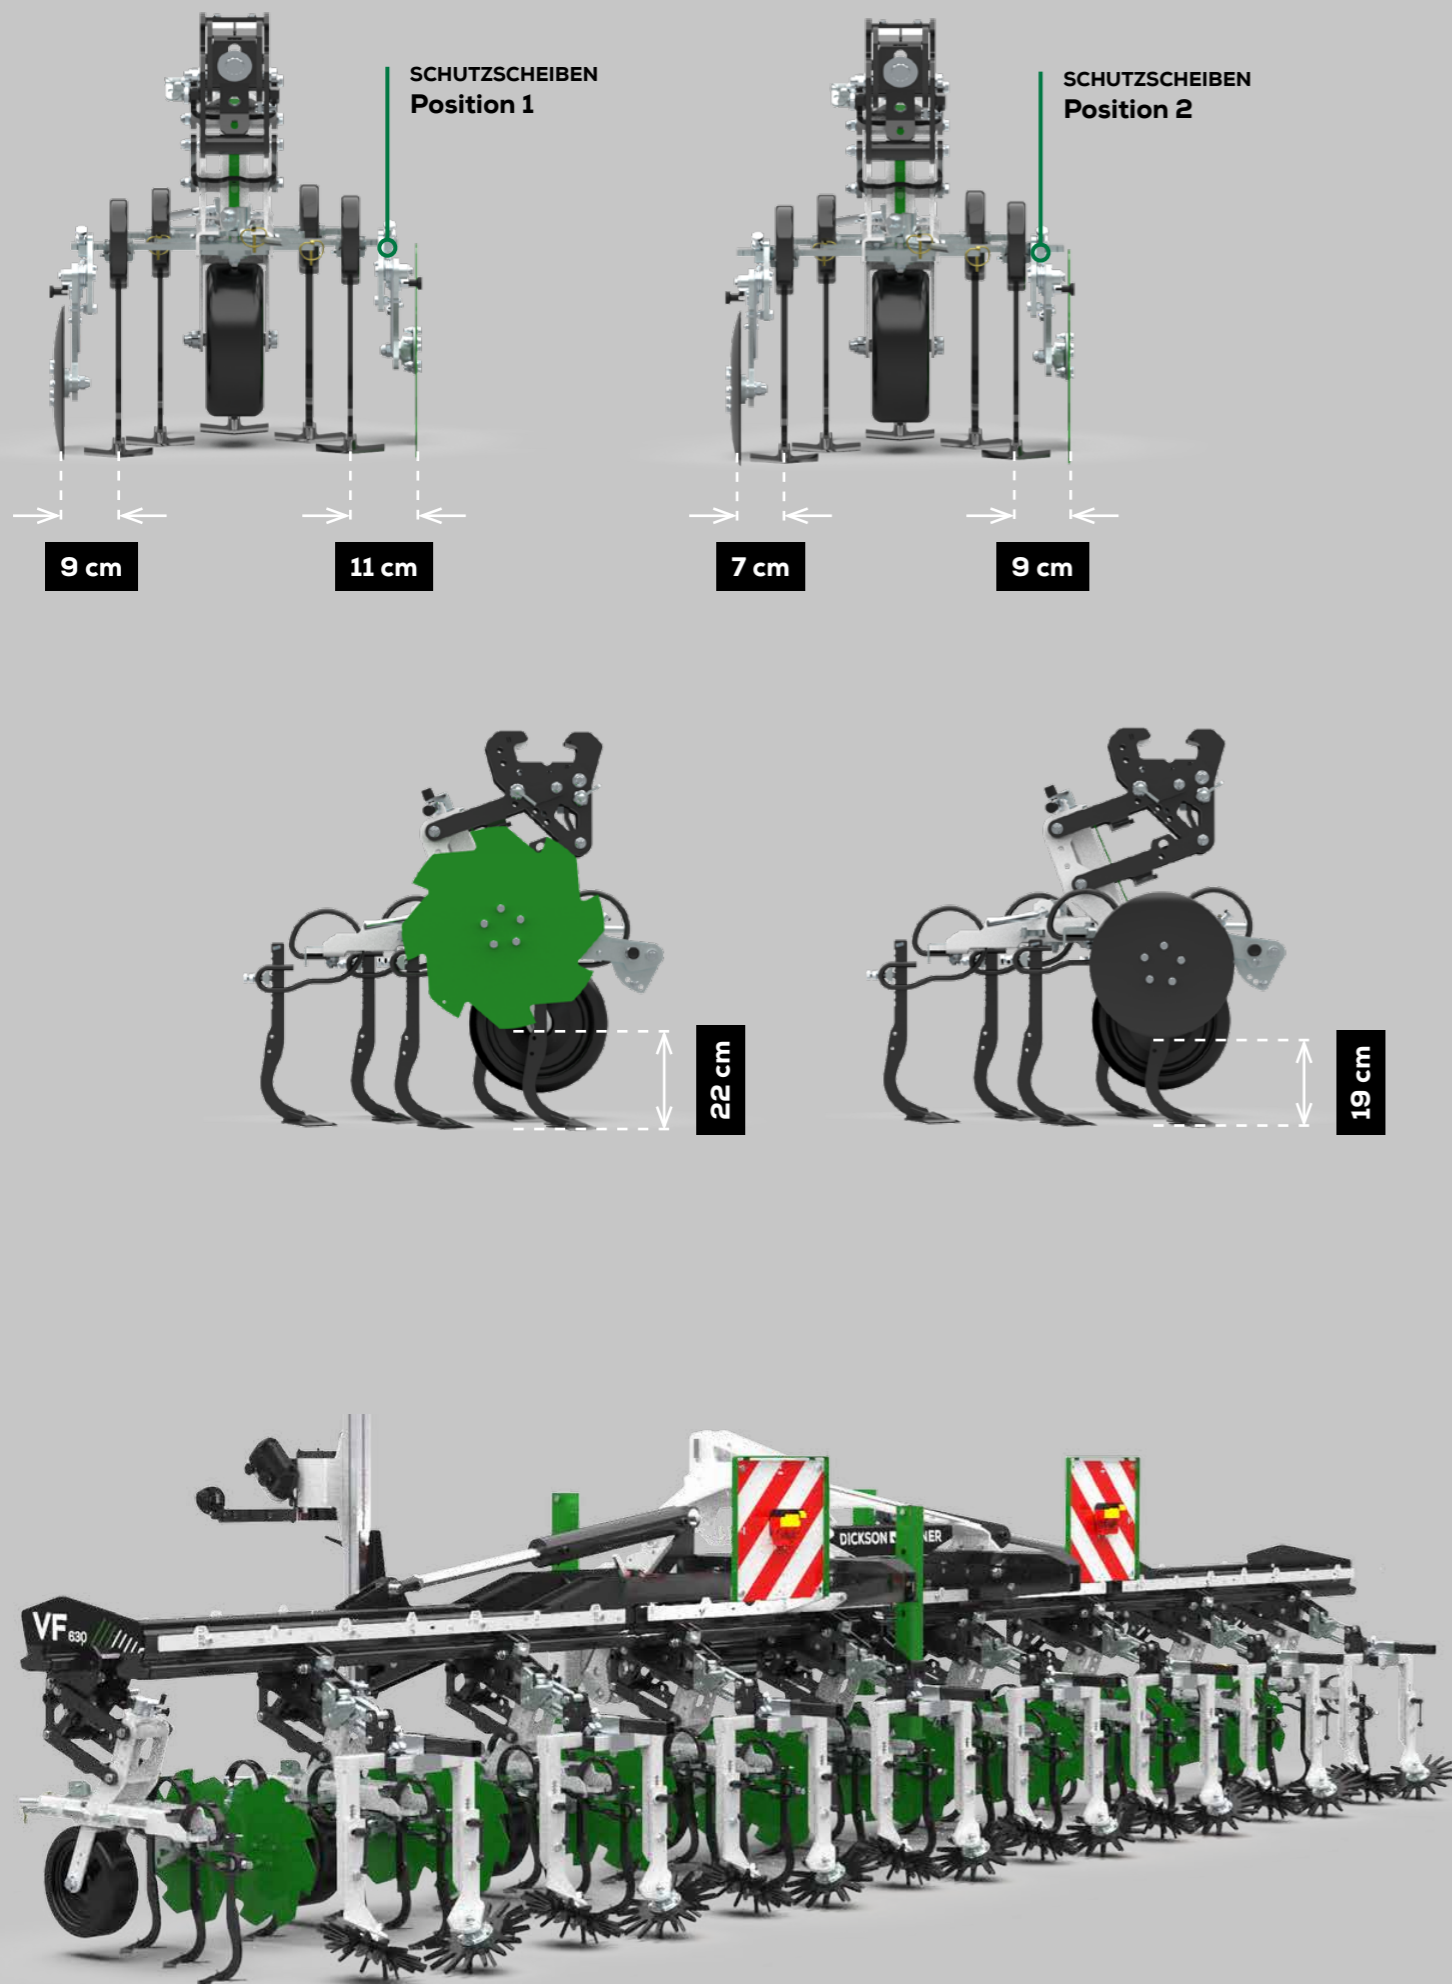 SCHUTZSCHEIBEN
Position 1
SCHUTZSCHEIBEN
Position 2
9 cm
11 cm
7 cm
9 cm
22 cm
19 cm
DICKSON
VF 630